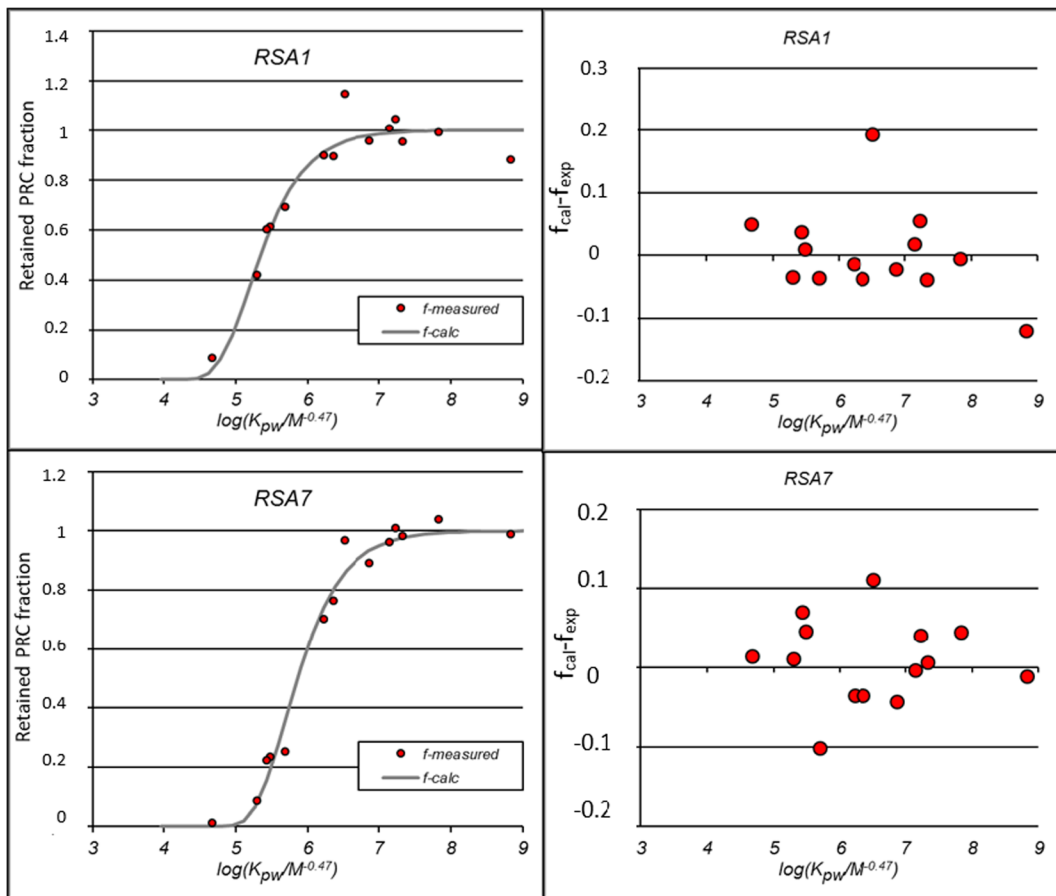 RSA1
1.4
1.2
1
0.8
0.6
0.4
0.2
0
Retained PRC fraction
f-measured
f-calc
3 4 5 6 7 8 9
log(Kpw/M-0.47)
RSA1
0.3
0.2
0.1
0
-0.1
-0.2
fcal-fexp
3 4 5 6 7 8 9
log(Kpw/M-0.47)
RSA7
1.2
1
0.8
0.6
0.4
0.2
0
Retained PRC fraction
f-measured
f-calc
3 4 5 6 7 8 9
log(Kpw/M-0.47)
RSA7
0.2
0.1
0
-0.1
-0.2
fcal-fexp
3 4 5 6 7 8 9
log(Kpw/M-0.47)